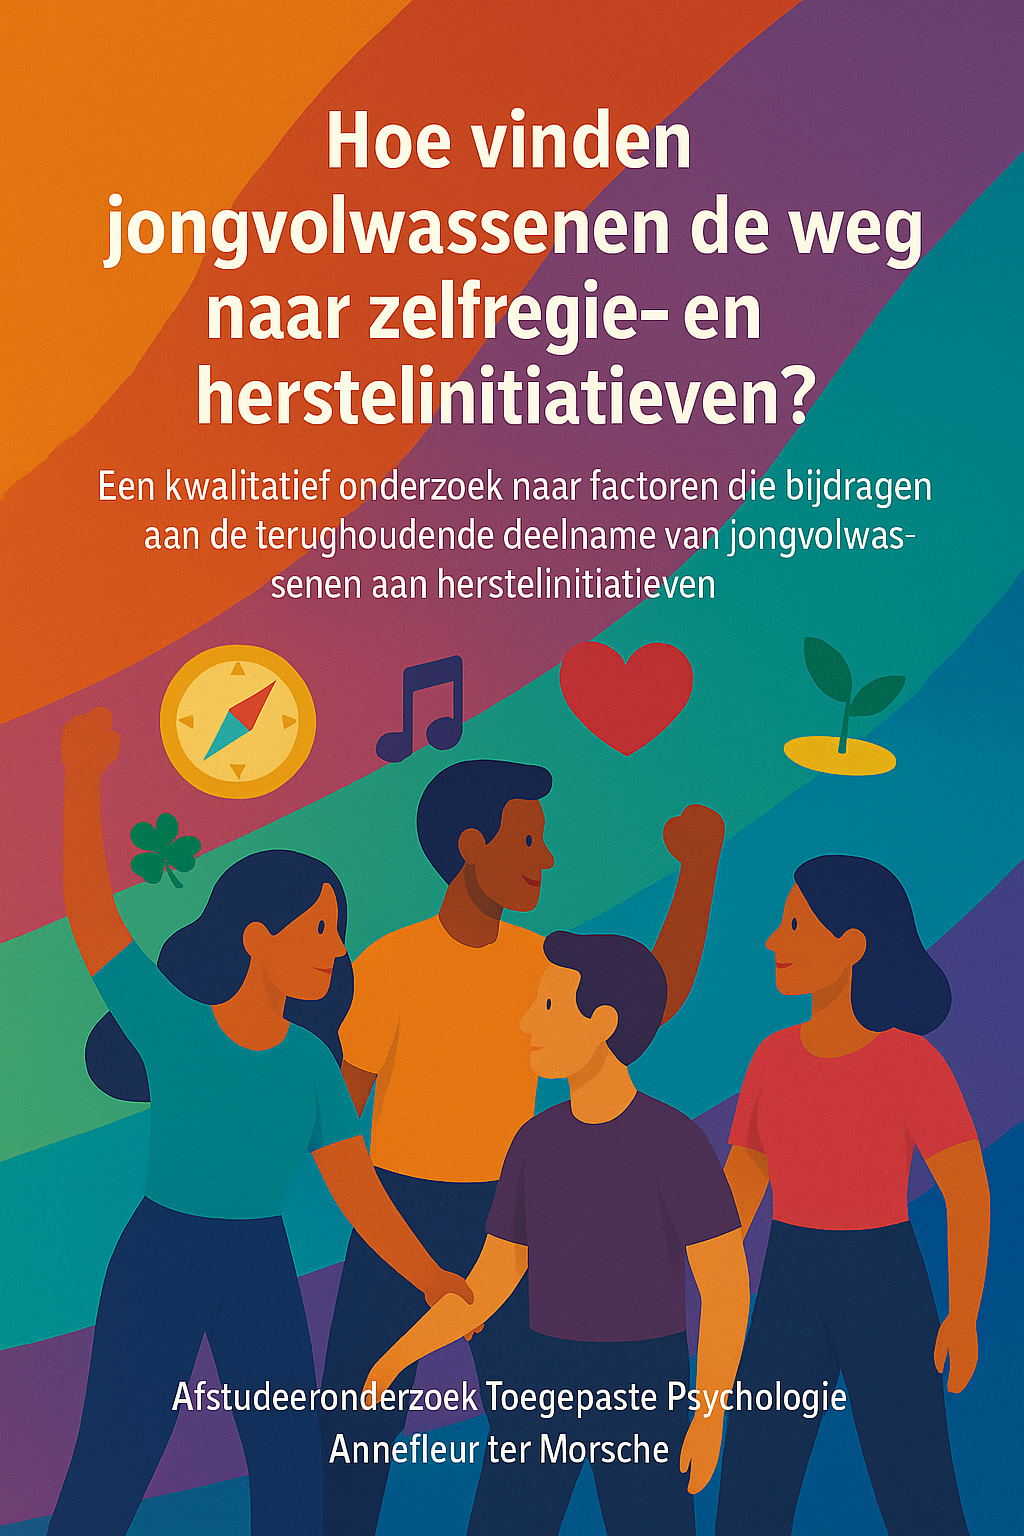 Hoe vinden
jongvolwassenen de weg
naar zelfregie- en
herstelinitiatieven?
Een kwalitatief onderzoek naar factoren die bijdragen
aan de terughoudende deelname van jongvolwas-
senen aan herstelinitiatieven
Afstudeeronderzoek Toegepaste Psychologie
Annefleur ter Morsche